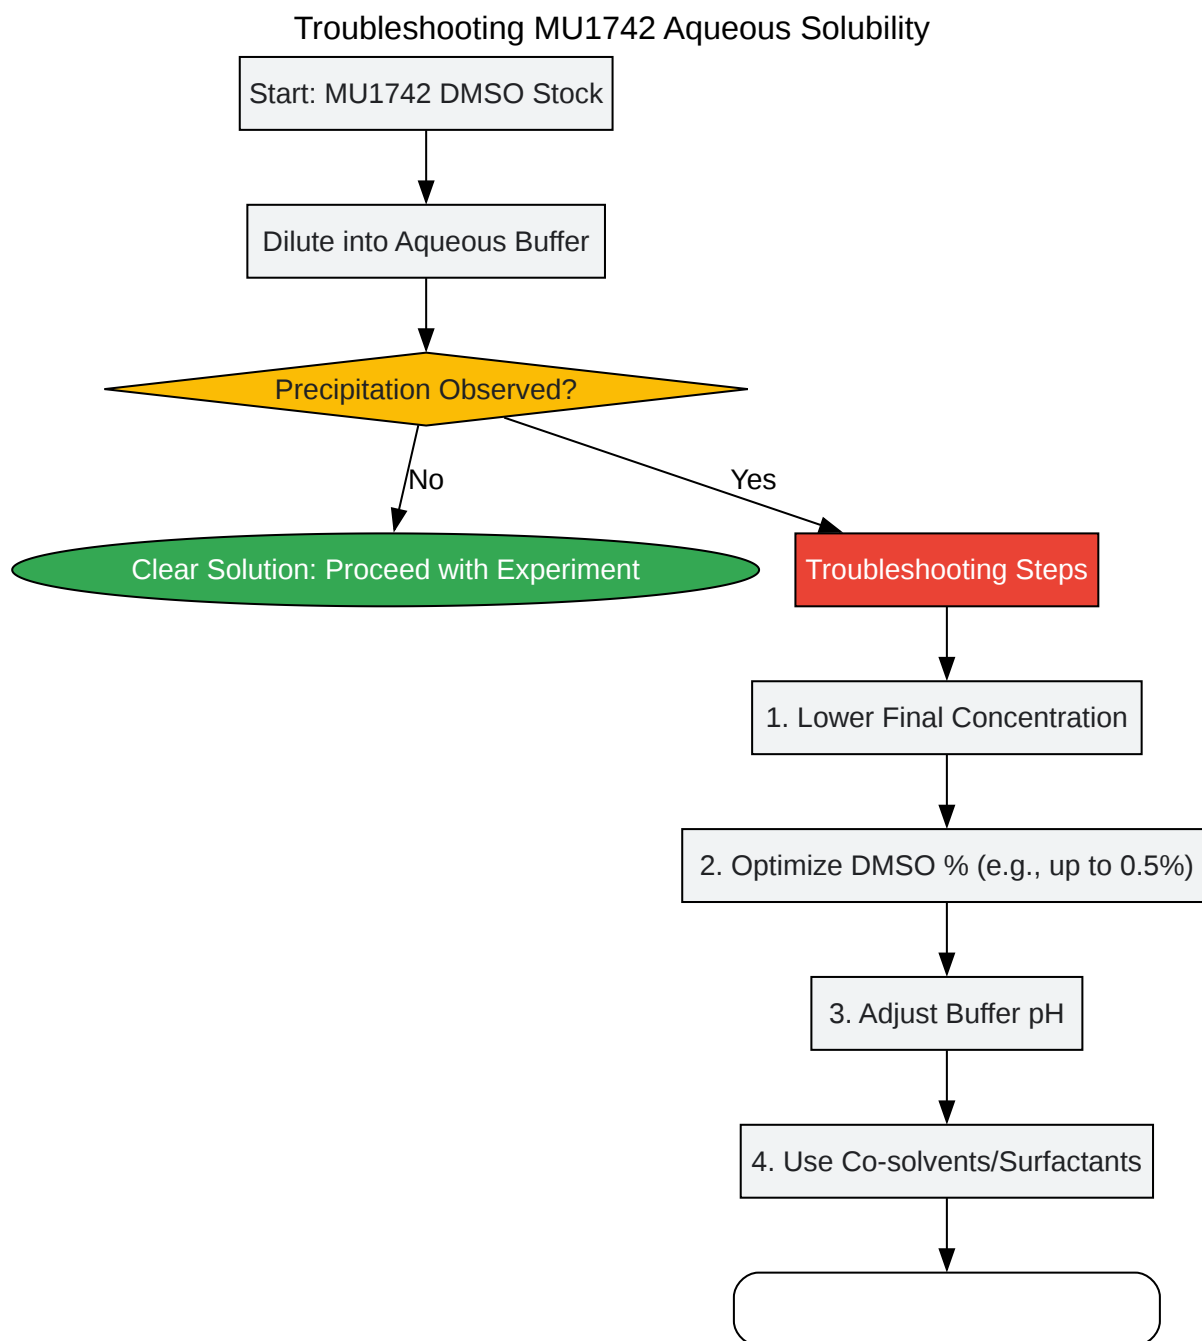 Troubleshooting MU1742 Aqueous Solubility
Start: MU1742 DMSO Stock
Dilute into Aqueous Buffer
Precipitation Observed?
No
Yes
Clear Solution: Proceed with Experiment
Troubleshooting Steps
1. Lower Final Concentration
2. Optimize DMSO % (e.g., up to 0.5%)
3. Adjust Buffer pH
4. Use Co-solvents/Surfactants